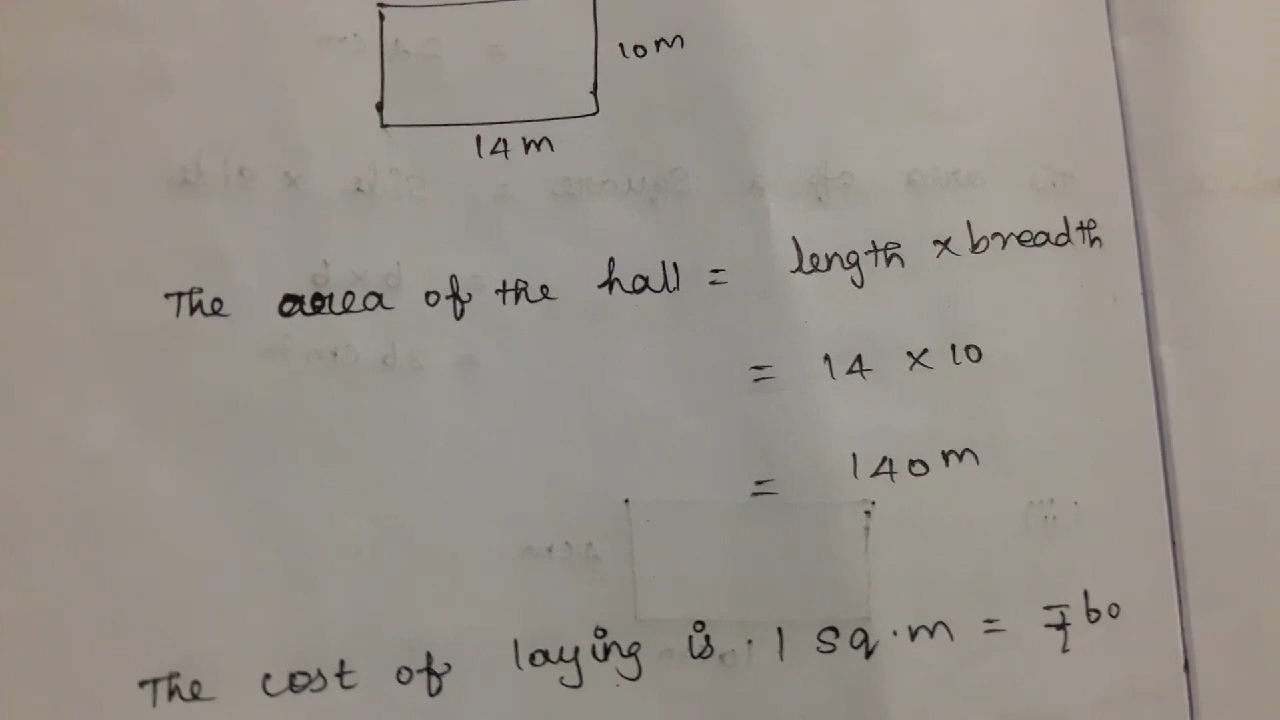 10m
14m
The area of the hall = length × breadth
= 14 × 10
= 140m
The cost of laying is 1 sq.m = ₹60